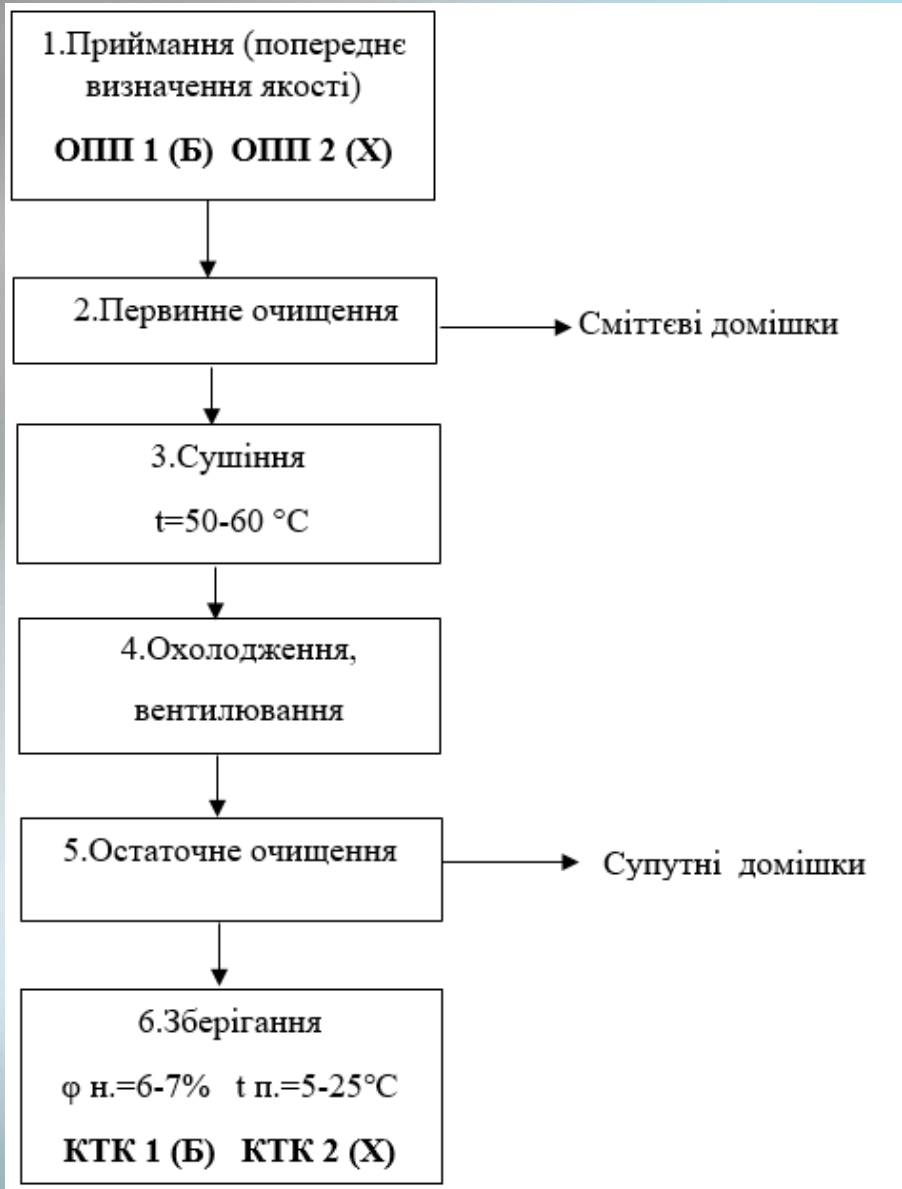 1.Приймання (попереднє
визначення якості)
ОПП 1 (Б)  ОПП 2 (Х)
2.Первинне очищення
Сміттєві домішки
3.Сушіння
t=50-60 °C
4.Охолодження,
вентилювання
5.Остаточне очищення
Супутні домішки
6.Зберігання
φ н.=6-7%   t п.=5-25°C
КТК 1 (Б)   КТК 2 (Х)